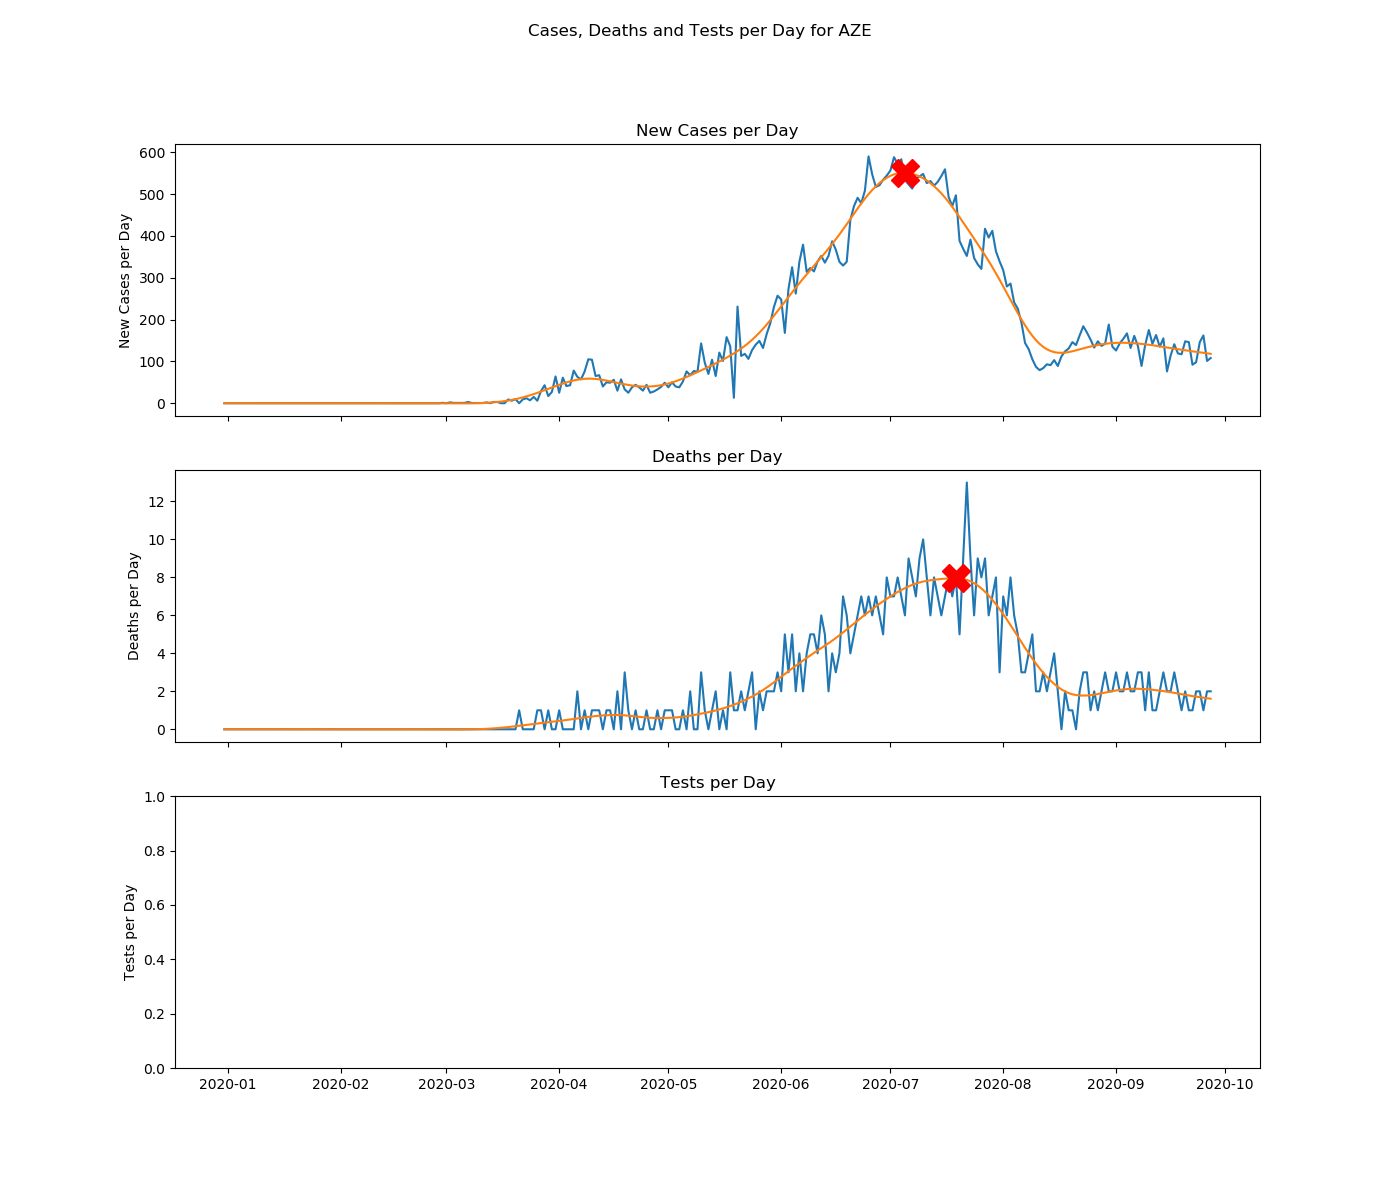 Cases, Deaths and Tests per Day for AZE
New Cases per Day
New Cases per Day
600
500
400
300
200
100
0
Deaths per Day
Deaths per Day
12
10
8
6
4
2
0
Tests per Day
Tests per Day
1.0
0.8
0.6
0.4
0.2
0.0
2020-01 2020-02 2020-03 2020-04 2020-05 2020-06 2020-07 2020-08 2020-09 2020-10